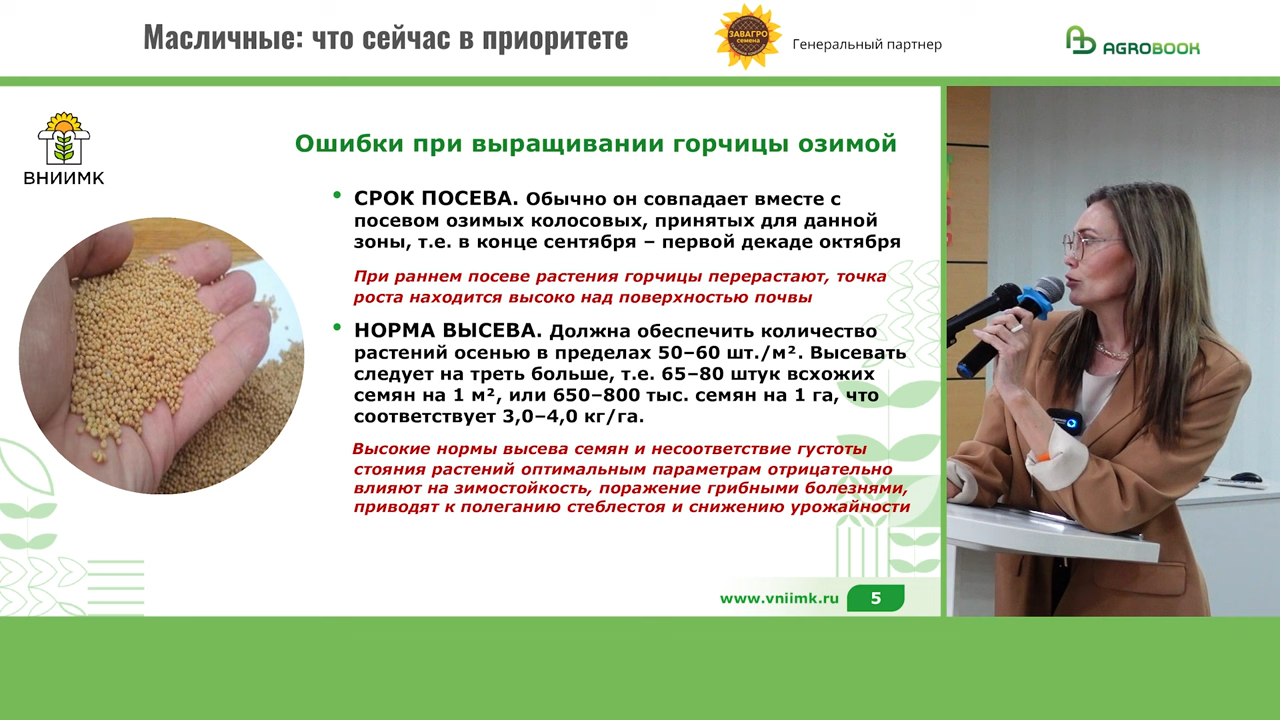 Масличные: что сейчас в приоритете
ЗАВАГРО
семена
Генеральный партнер
AGROBOOK
ВНИИМК
Ошибки при выращивании горчицы озимой
• СРОК ПОСЕВА. Обычно он совпадает вместе с
посевом озимых колосовых, принятых для данной
зоны, т.е. в конце сентября – первой декаде октября
При раннем посеве растения горчицы перерастают, точка
роста находится высоко над поверхностью почвы
• НОРМА ВЫСЕВА. Должна обеспечить количество
растений осенью в пределах 50–60 шт./м². Высевать
следует на треть больше, т.е. 65–80 штук всхожих
семян на 1 м², или 650–800 тыс. семян на 1 га, что
соответствует 3,0–4,0 кг/га.
Высокие нормы высева семян и несоответствие густоты
стояния растений оптимальным параметрам отрицательно
влияют на зимостойкость, поражение грибными болезнями,
приводят к полеганию стеблестоя и снижению урожайности
www.vniimk.ru 5